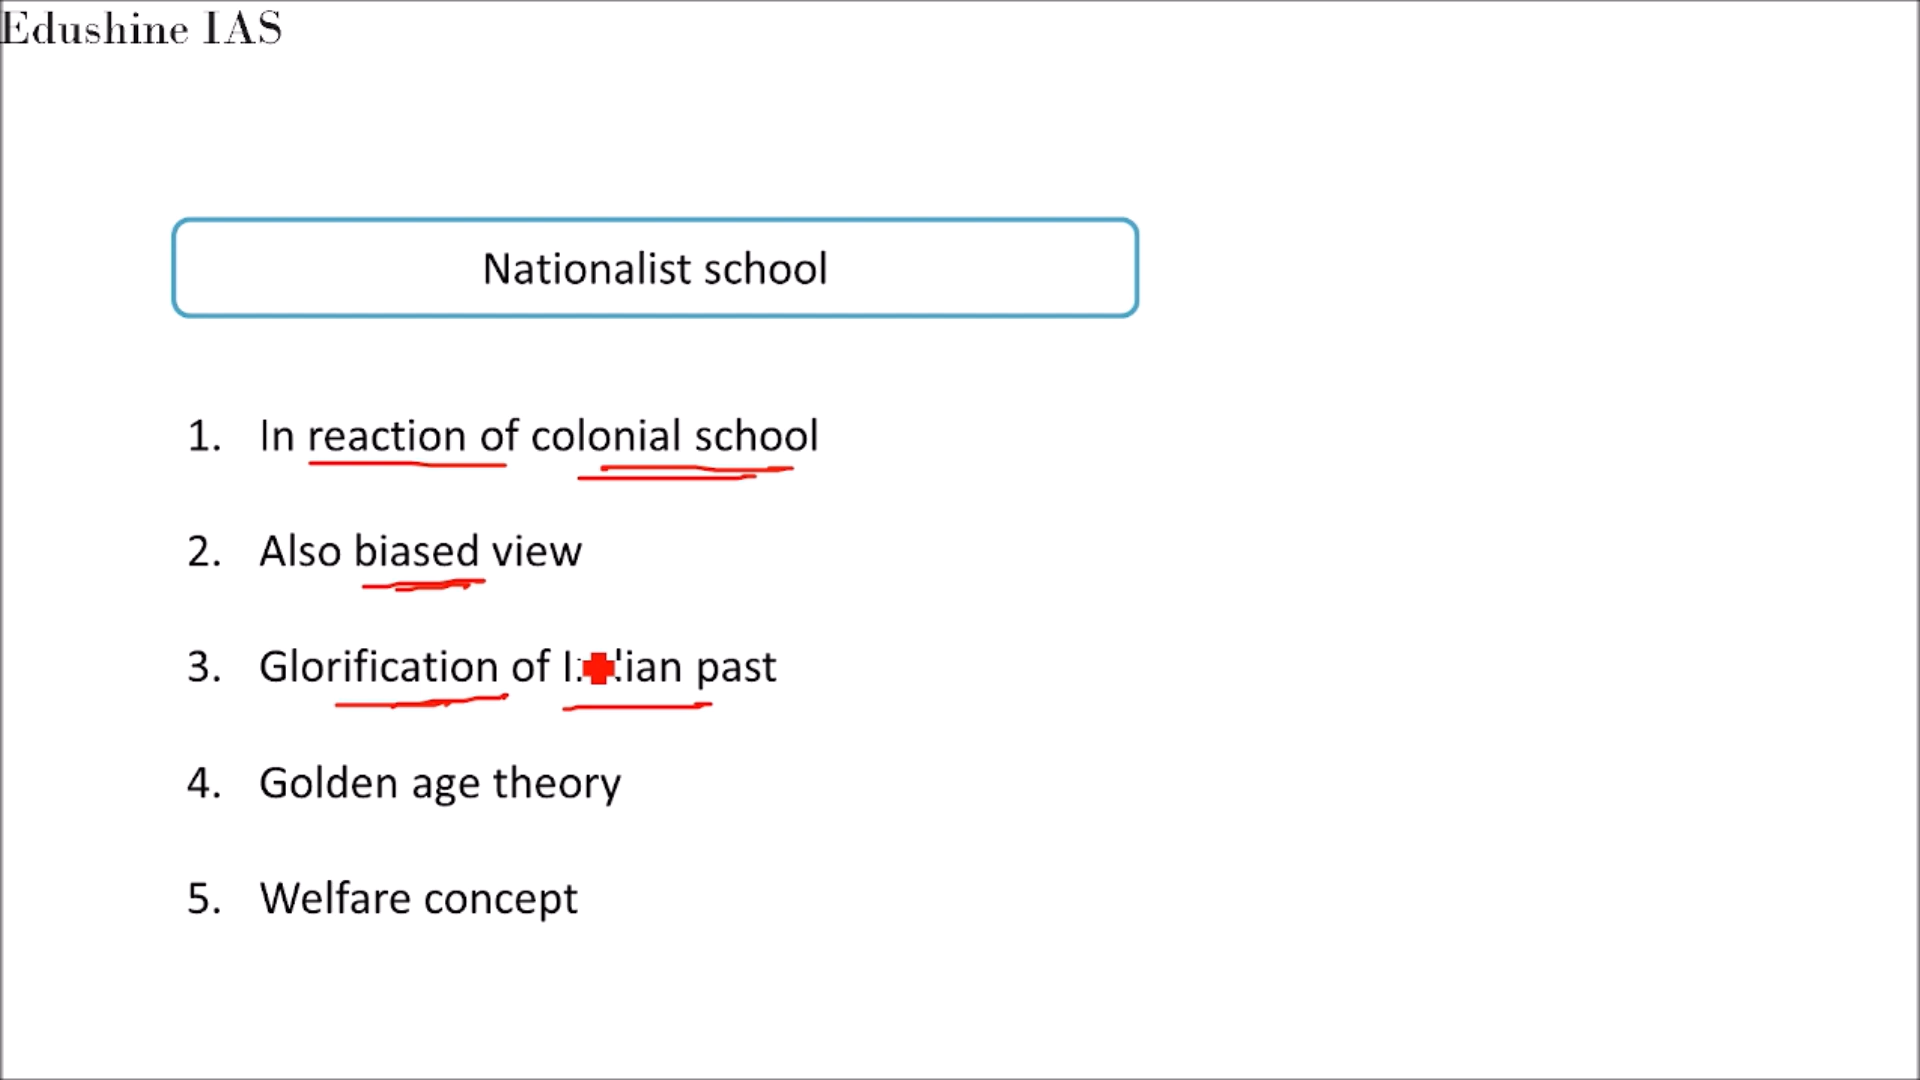 Edushine IAS
Nationalist school
1. In reaction of colonial school
2. Also biased view
3. Glorification of Indian past
4. Golden age theory
5. Welfare concept